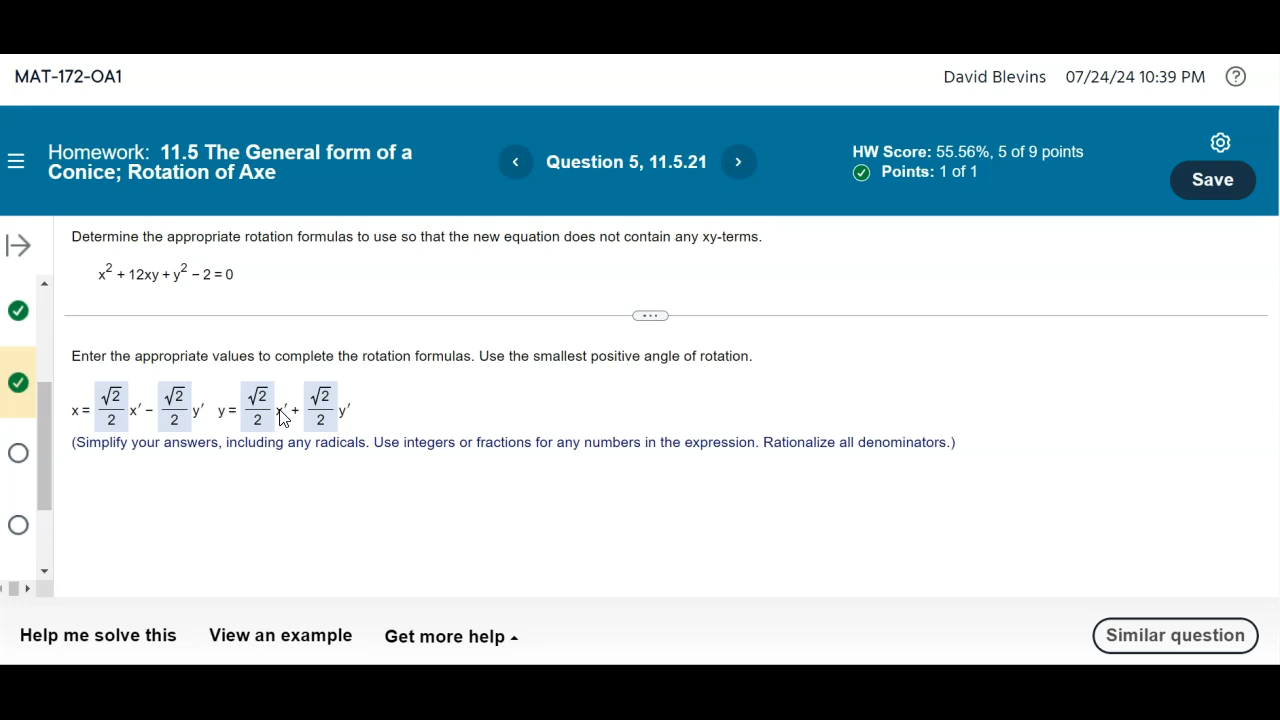 MAT-172-OA1
David Blevins 07/24/24 10:39 PM ?
Homework: 11.5 The General form of a
Conice; Rotation of Axe
Question 5, 11.5.21
HW Score: 55.56%, 5 of 9 points
Points: 1 of 1
Save
Determine the appropriate rotation formulas to use so that the new equation does not contain any xy-terms.
x² + 12xy + y² − 2 = 0
Enter the appropriate values to complete the rotation formulas. Use the smallest positive angle of rotation.
x = √2/2 x′ − √2/2 y′ y = √2/2 x′ + √2/2 y′
(Simplify your answers, including any radicals. Use integers or fractions for any numbers in the expression. Rationalize all denominators.)
Help me solve this View an example Get more help
Similar question